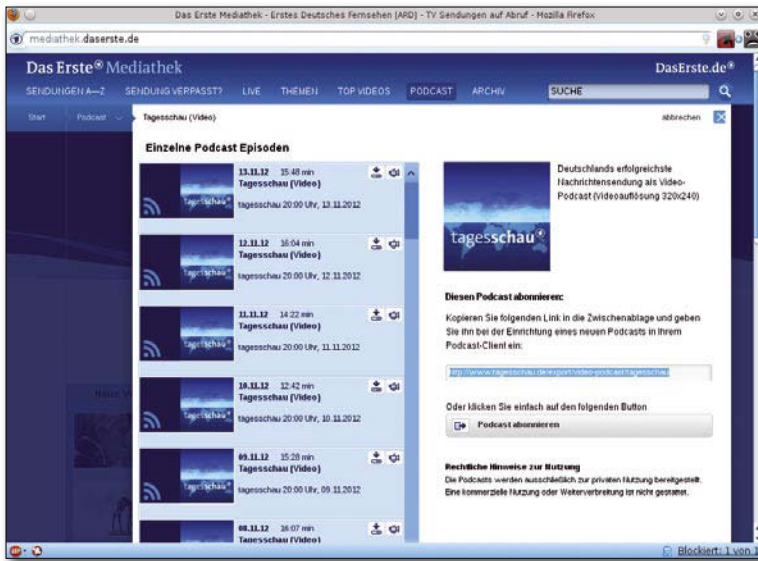 Das Erste Mediathek - Erstes Deutsches Fernsehen (ARD) - TV Sendungen auf Abruf - Mozilla Firefox
mediathek.daserste.de
Das Erste® Mediathek
DasErste.de®
SENDUNGEN A—Z SENDUNG VERPASST? LIVE THEMEN TOP VIDEOS PODCAST ARCHIV SUCHE
Start Podcast Tagesschau (Video) abbrechen
Einzelne Podcast Episoden
13.11.12 15:48 min
Tagesschau (Video)
tagesschau 20:00 Uhr, 13.11.2012
tagesschau
12.11.12 16:04 min
Tagesschau (Video)
tagesschau 20:00 Uhr, 12.11.2012
tagesschau
11.11.12 14:22 min
Tagesschau (Video)
tagesschau 20:00 Uhr, 11.11.2012
tagesschau
10.11.12 12:42 min
Tagesschau (Video)
tagesschau 20:00 Uhr, 10.11.2012
tagesschau
09.11.12 15:28 min
Tagesschau (Video)
tagesschau 20:00 Uhr, 09.11.2012
tagesschau
08.11.12 16:07 min
Tagesschau (Video)
tagesschau
Deutschlands erfolgreichste
Nachrichtensendung als Video-
Podcast (Videoauflösung 320x240)
Diesen Podcast abonnieren:
Kopieren Sie folgenden Link in die Zwischenablage und geben
Sie ihn bei der Einrichtung eines neuen Podcasts in Ihrem
Podcast-Client ein:
http://www.tagesschau.de/export/video-podcast/tagesschau
Oder klicken Sie einfach auf den folgenden Button
Podcast abonnieren
Rechtliche Hinweise zur Nutzung
Die Podcasts werden ausschließlich zur privaten Nutzung bereitgestellt.
Eine kommerzielle Nutzung oder Weiterverbreitung ist nicht gestattet.
Blockiert: 1 von 1